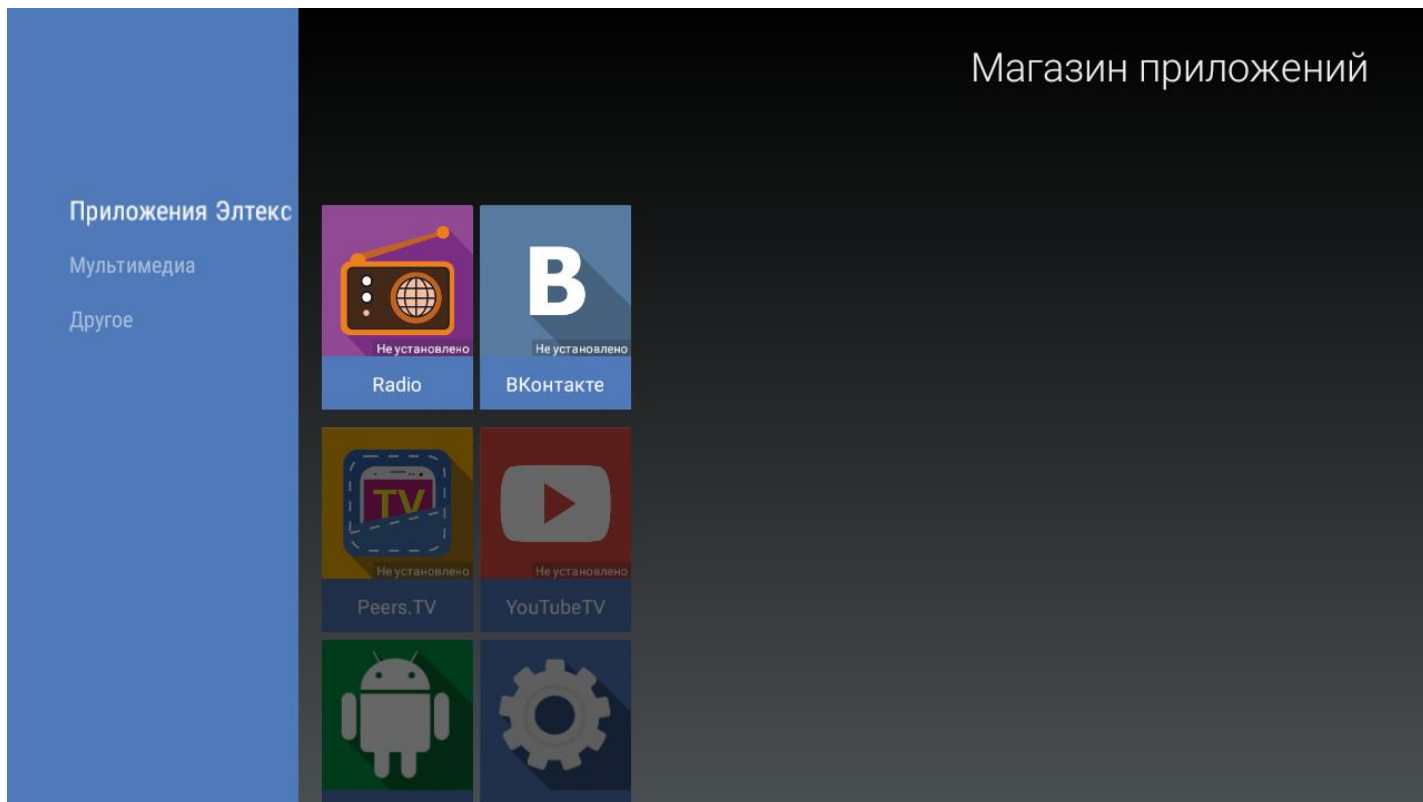 Магазин приложений
Приложения Элтекс
Мультимедиа
Другое
Не установлено
Не установлено
Radio
ВКонтакте
В
TV
Не установлено
Не установлено
Peers.TV
YouTubeTV